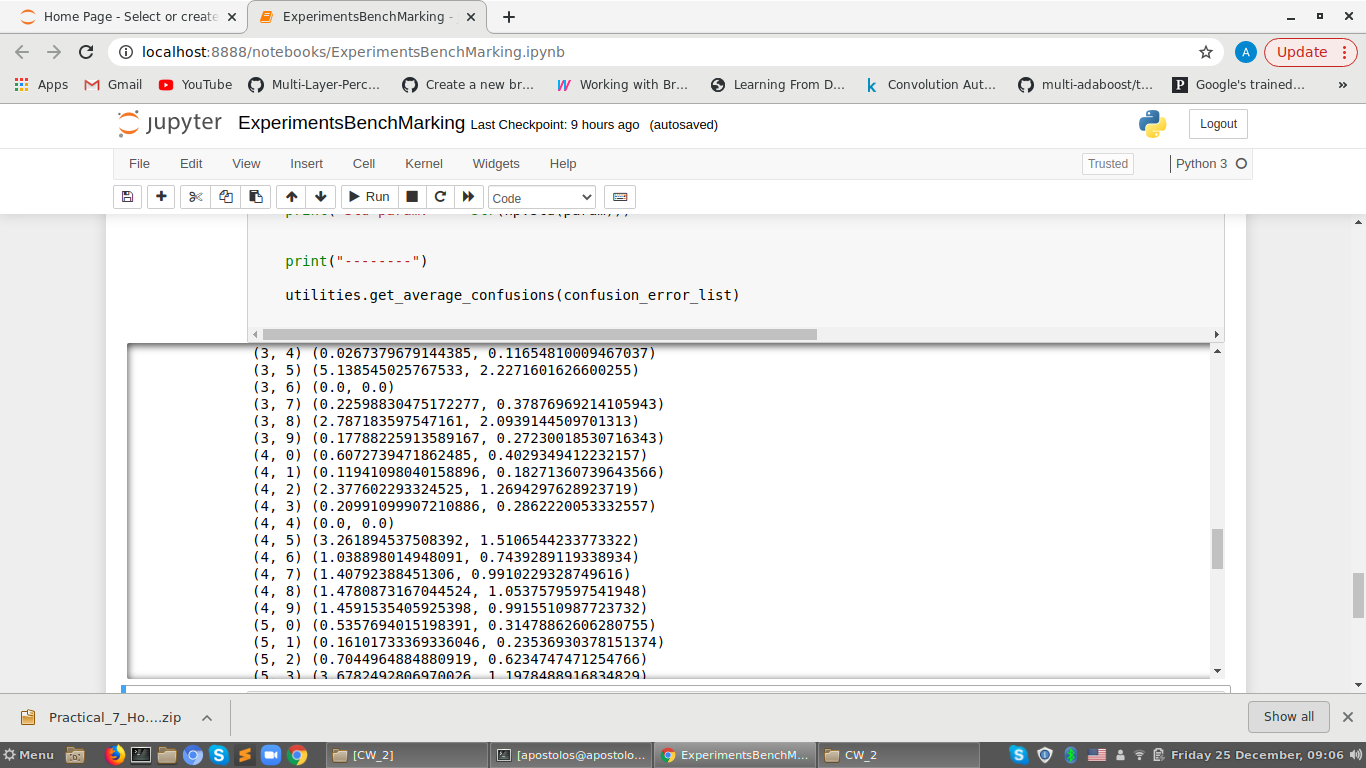 Home Page - Select or create
ExperimentsBenchMarking -
localhost:8888/notebooks/ExperimentsBenchMarking.ipynb
A
Update
Apps
Gmail
YouTube
Multi-Layer-Perc...
Create a new br...
Working with Br...
Learning From D...
Convolution Aut...
multi-adaboost/t...
Google's trained...
»
jupyter
ExperimentsBenchMarking Last Checkpoint: 9 hours ago (autosaved)
Logout
File Edit View Insert Cell Kernel Widgets Help
Trusted
Python 3
Run
Code
print("--------")
utilities.get_average_confusions(confusion_error_list)
(3, 4) (0.0267379679144385, 0.11654810009467037)
(3, 5) (5.138545025767533, 2.2271601626600255)
(3, 6) (0.0, 0.0)
(3, 7) (0.22598830475172277, 0.37876969214105943)
(3, 8) (2.787183597547161, 2.0939144509701313)
(3, 9) (0.17788225913589167, 0.27230018530716343)
(4, 0) (0.6072739471862485, 0.4029349412232157)
(4, 1) (0.11941098040158896, 0.18271360739643566)
(4, 2) (2.377602293324525, 1.2694297628923719)
(4, 3) (0.20991099907210886, 0.2862220053332557)
(4, 4) (0.0, 0.0)
(4, 5) (3.261894537508392, 1.5106544233773322)
(4, 6) (1.038898014948091, 0.7439289119338934)
(4, 7) (1.40792388451306, 0.9910229328749616)
(4, 8) (1.4780873167044524, 1.0537579597541948)
(4, 9) (1.4591535405925398, 0.9915510987723732)
(5, 0) (0.5357694015198391, 0.31478862606280755)
(5, 1) (0.16101733369336046, 0.23536930378151374)
(5, 2) (0.7044964884880919, 0.6234747471254766)
(5, 3) (3.6782492806970026, 1.1978488916834829)
Practical_7_Ho....zip
Show all
Menu
[CW_2]
[apostolos@apostolo...
ExperimentsBenchM...
CW_2
Friday 25 December, 09:06